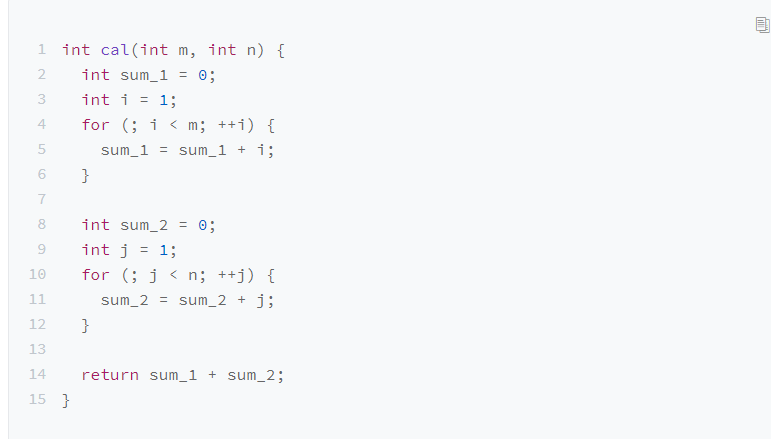 1 int cal(int m, int n) {
2   int sum_1 = 0;
3   int i = 1;
4   for (; i < m; ++i) {
5     sum_1 = sum_1 + i;
6   }
7
8   int sum_2 = 0;
9   int j = 1;
10   for (; j < n; ++j) {
11     sum_2 = sum_2 + j;
12   }
13
14   return sum_1 + sum_2;
15 }